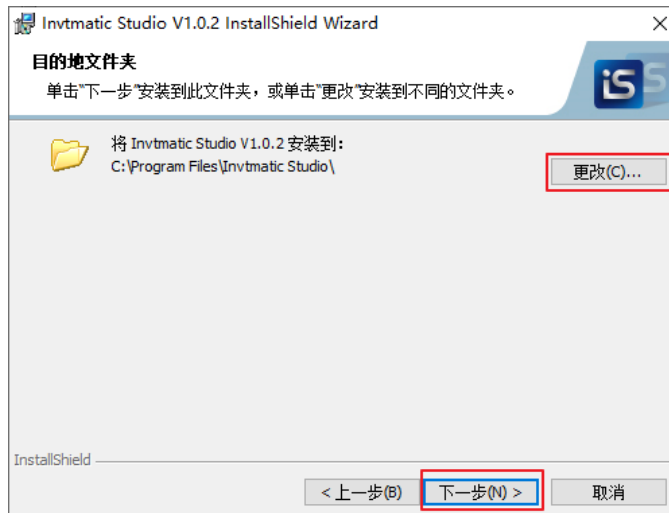 Invtmatic Studio V1.0.2 InstallShield Wizard
目的地文件夹
单击"下一步"安装到此文件夹，或单击"更改"安装到不同的文件夹。
iS
S
将 Invtmatic Studio V1.0.2 安装到：
C:\Program Files\Invtmatic Studio\
更改(C)...
InstallShield
< 上一步(B)
下一步(N) >
取消